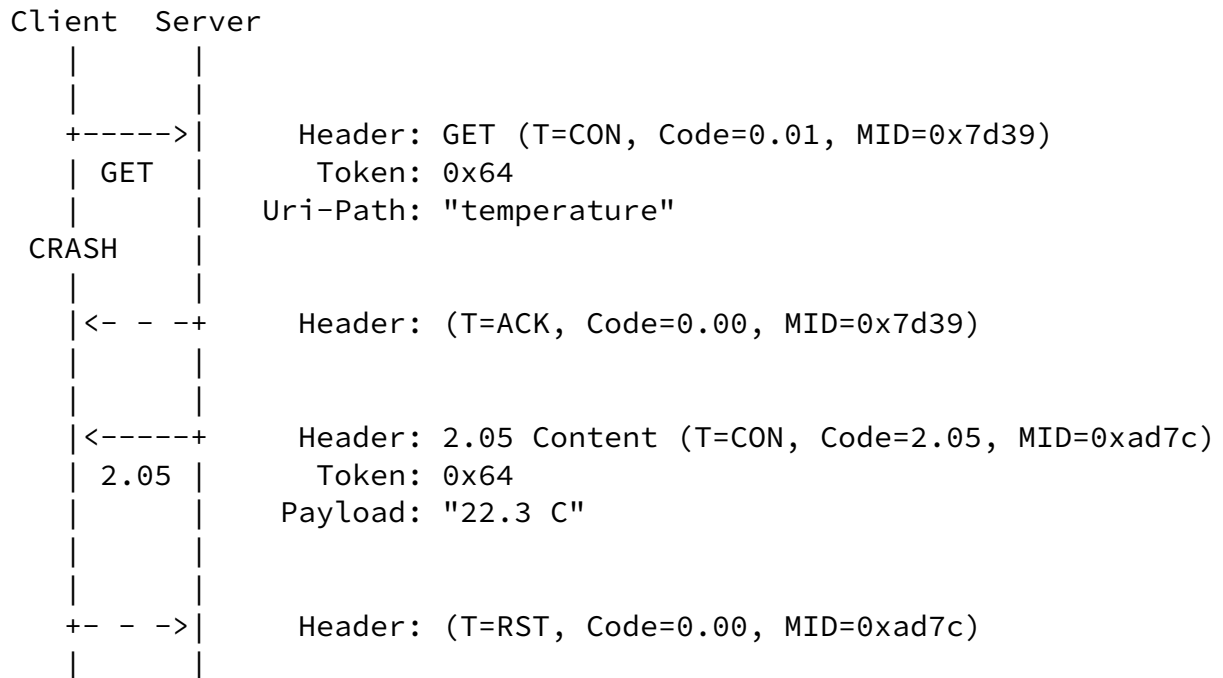 Client  Server
   |      |
   |      |
   +----->|     Header: GET (T=CON, Code=0.01, MID=0x7d39)
   | GET  |      Token: 0x64
   |      |   Uri-Path: "temperature"
 CRASH    |
   |      |
   |<- - -+     Header: (T=ACK, Code=0.00, MID=0x7d39)
   |      |
   |      |
   |<-----+     Header: 2.05 Content (T=CON, Code=2.05, MID=0xad7c)
   | 2.05 |      Token: 0x64
   |      |    Payload: "22.3 C"
   |      |
   |      |
   +- - ->|     Header: (T=RST, Code=0.00, MID=0xad7c)
   |      |